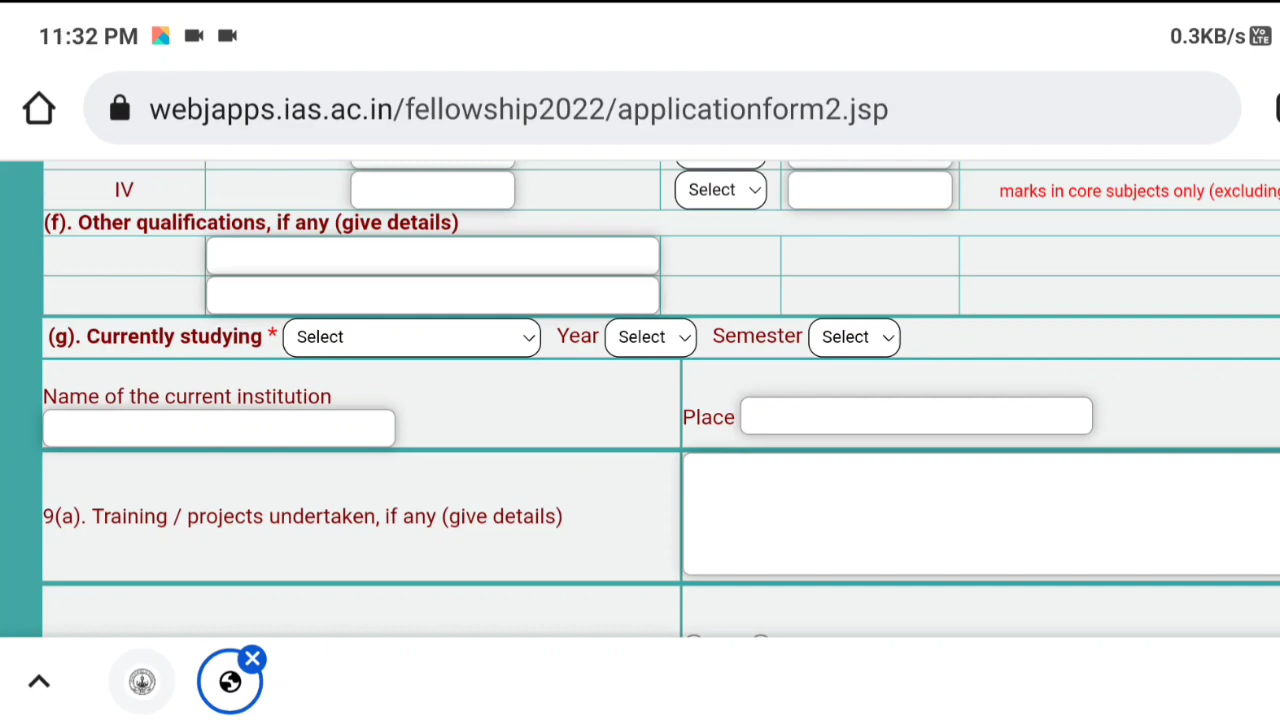 11:32 PM 0.3KB/s Vo LTE
webjapps.ias.ac.in/fellowship2022/applicationform2.jsp
IV Select marks in core subjects only (excluding
(f). Other qualifications, if any (give details)
(g). Currently studying * Select Year Select Semester Select
Name of the current institution
Place
9(a). Training / projects undertaken, if any (give details)